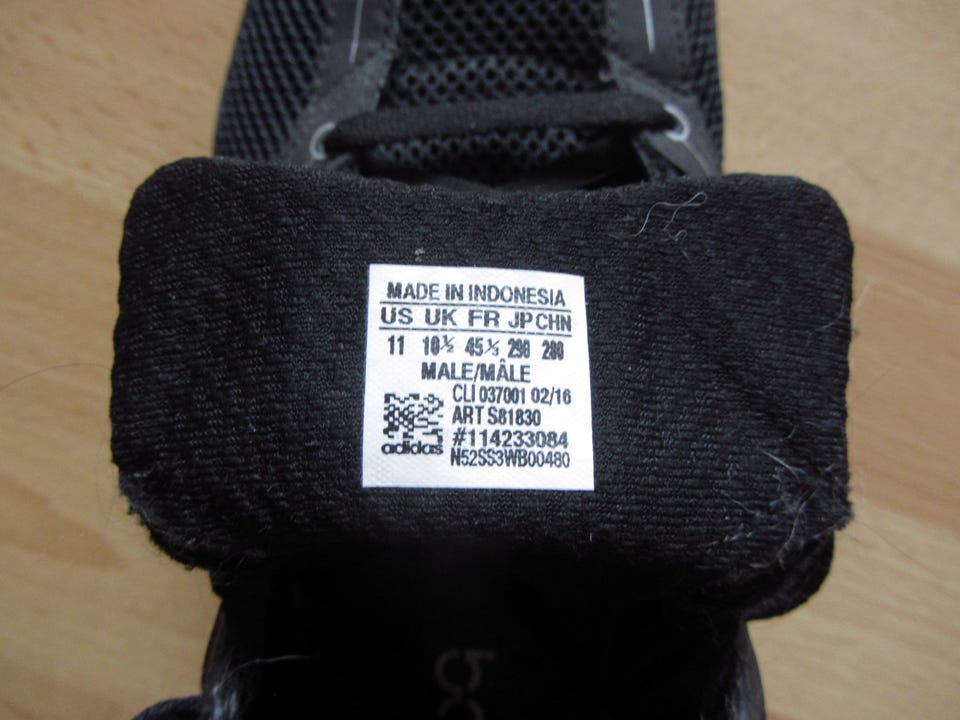 MADE IN INDONESIA
US UK FR JP CHN
11 10½ 45⅓ 290 280
MALE/MÂLE
CLI 037001 02/16
ART S81830
#114233084
adidas N52SS3WB00480